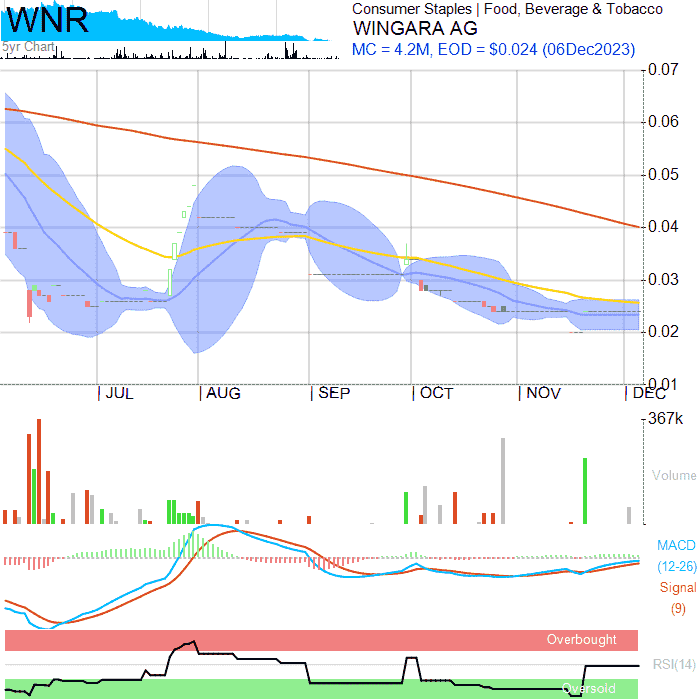 WNR
5yr Chart
Consumer Staples | Food, Beverage & Tobacco
WINGARA AG
MC = 4.2M, EOD = $0.024 (06Dec2023)
0.07
0.06
0.05
0.04
0.03
0.02
0.01
JUL
AUG
SEP
OCT
NOV
DEC
367k
Volume
MACD
(12-26)
Signal
(9)
Overbought
RSI(14)
Oversold